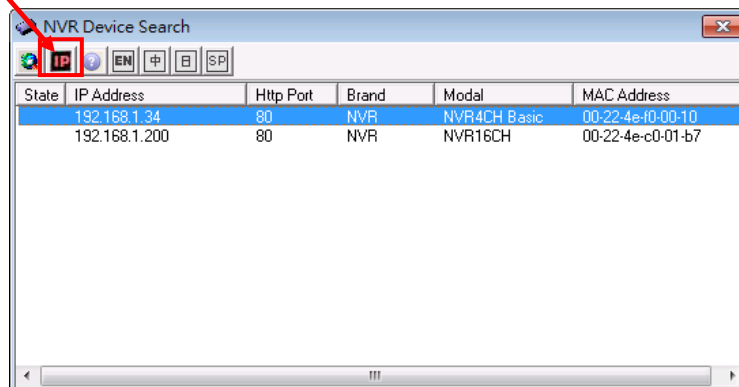 NVR Device Search
IP ? EN 中 日 SP
State IP Address Http Port Brand Modal MAC Address
192.168.1.34 80 NVR NVR4CH Basic 00-22-4e-f0-00-10
192.168.1.200 80 NVR NVR16CH 00-22-4e-c0-01-b7